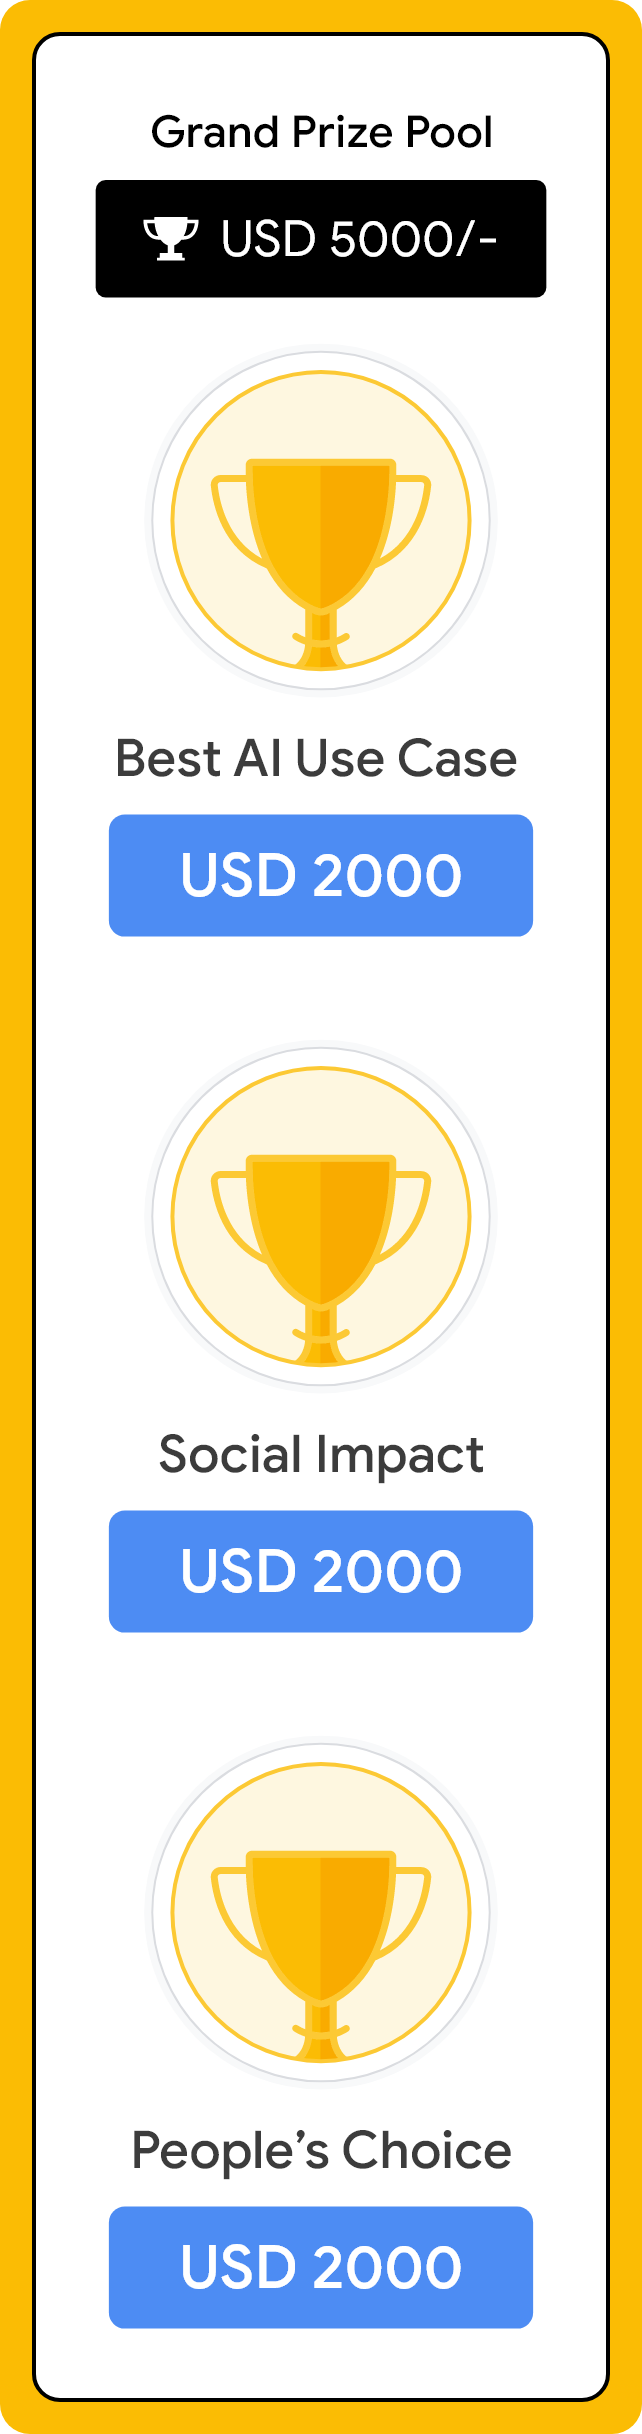 Grand Prize Pool
USD 5000/-
Best AI Use Case
USD 2000
Social Impact
USD 2000
People’s Choice
USD 2000